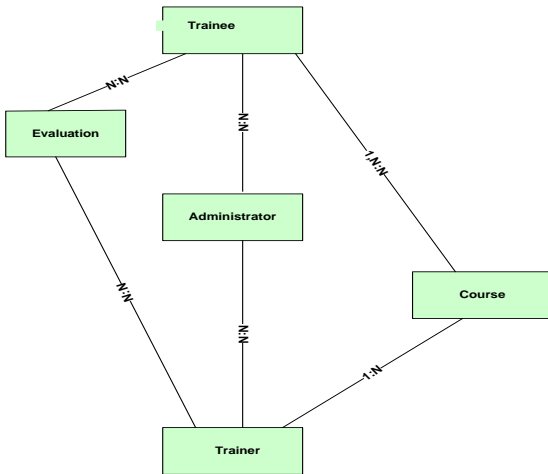 Trainee
N:N
Evaluation
N:N
1,N:N
Administrator
Course
N:N
N:N
1:N
Trainer